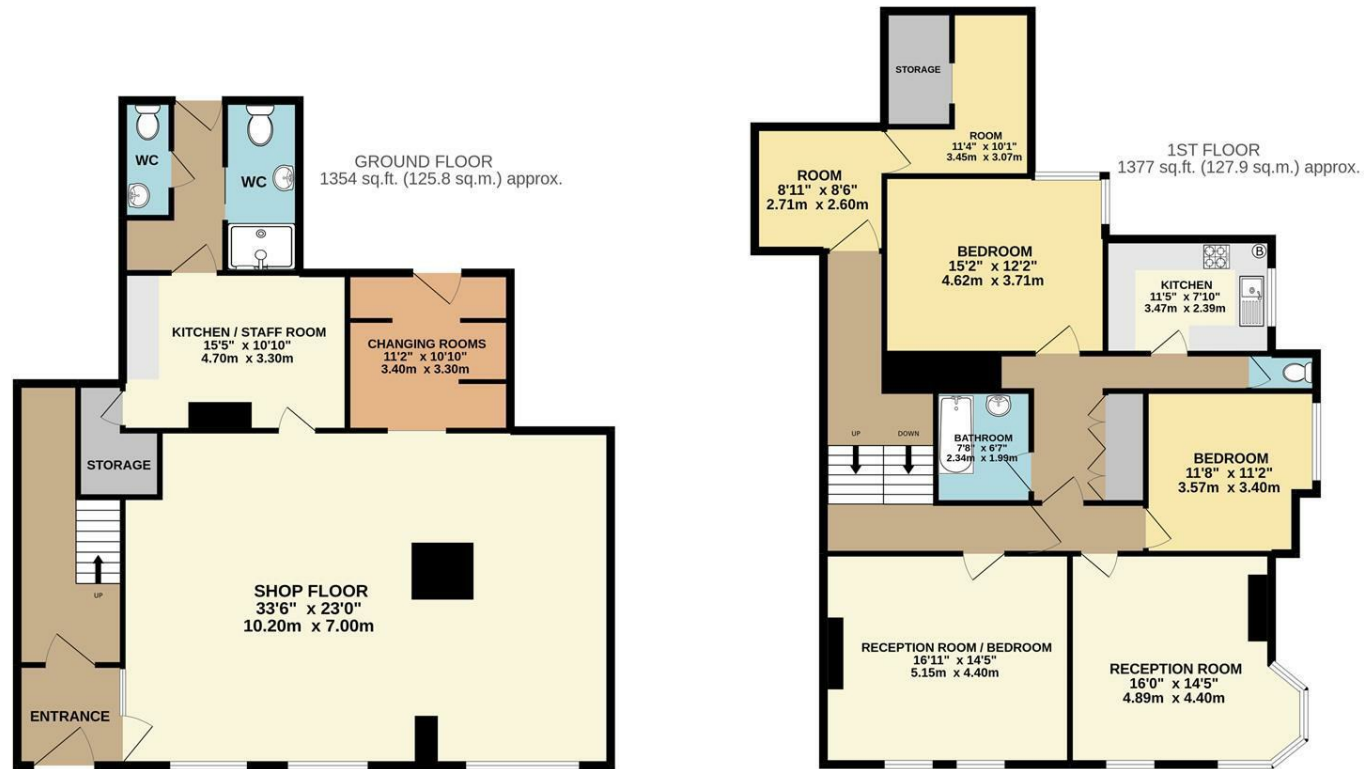 GROUND FLOOR
1354 sq.ft. (125.8 sq.m.) approx.
WC
WC
KITCHEN / STAFF ROOM
15'5" x 10'10"
4.70m x 3.30m
CHANGING ROOMS
11'2" x 10'10"
3.40m x 3.30m
STORAGE
UP
SHOP FLOOR
33'6" x 23'0"
10.20m x 7.00m
ENTRANCE
1ST FLOOR
1377 sq.ft. (127.9 sq.m.) approx.
STORAGE
ROOM
11'4" x 10'1"
3.45m x 3.07m
ROOM
8'11" x 8'6"
2.71m x 2.60m
BEDROOM
15'2" x 12'2"
4.62m x 3.71m
B
KITCHEN
11'5" x 7'10"
3.47m x 2.39m
UP
DOWN
BATHROOM
7'8" x 6'7"
2.34m x 1.99m
BEDROOM
11'8" x 11'2"
3.57m x 3.40m
RECEPTION ROOM / BEDROOM
16'11" x 14'5"
5.15m x 4.40m
RECEPTION ROOM
16'0" x 14'5"
4.89m x 4.40m